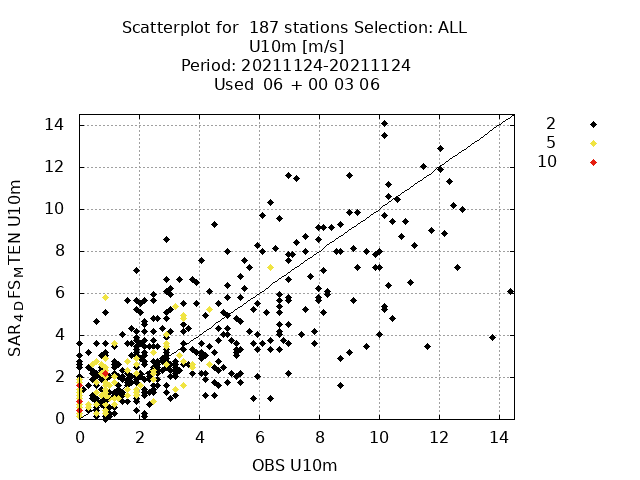 Scatterplot for  187 stations Selection: ALL
U10m [m/s]
Period: 20211124-20211124
Used  06 + 00 03 06
SAR4DFSMTEN U10m
14
12
10
8
6
4
2
0
0 2 4 6 8 10 12 14
OBS U10m
2
5
10